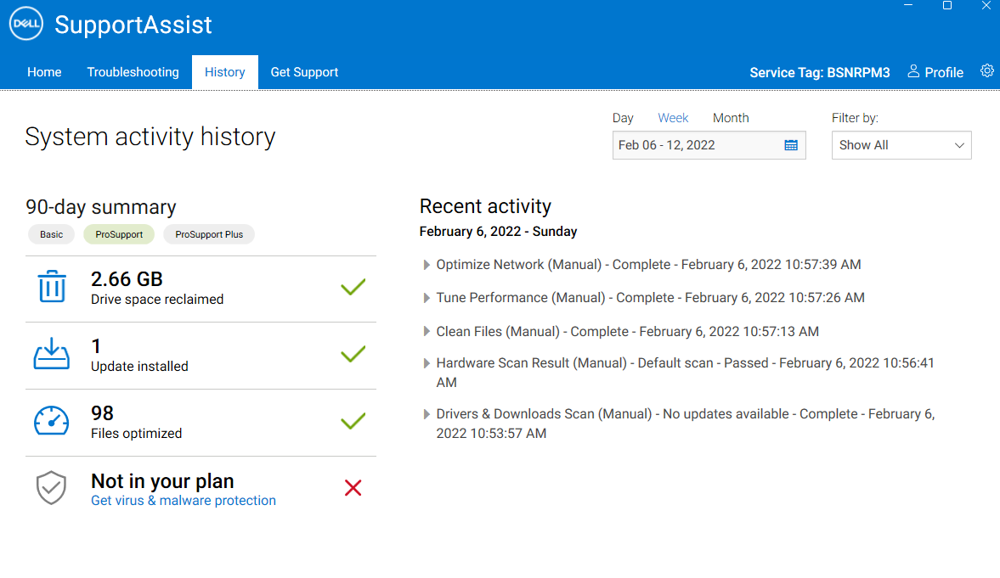 DELL
SupportAssist
Home Troubleshooting History Get Support Service Tag: BSNRPM3 Profile
System activity history
Day Week Month Filter by:
Feb 06 - 12, 2022 Show All
90-day summary
Basic ProSupport ProSupport Plus
2.66 GB
Drive space reclaimed
1
Update installed
98
Files optimized
Not in your plan
Get virus & malware protection
Recent activity
February 6, 2022 - Sunday
Optimize Network (Manual) - Complete - February 6, 2022 10:57:39 AM
Tune Performance (Manual) - Complete - February 6, 2022 10:57:26 AM
Clean Files (Manual) - Complete - February 6, 2022 10:57:13 AM
Hardware Scan Result (Manual) - Default scan - Passed - February 6, 2022 10:56:41
AM
Drivers & Downloads Scan (Manual) - No updates available - Complete - February 6,
2022 10:53:57 AM